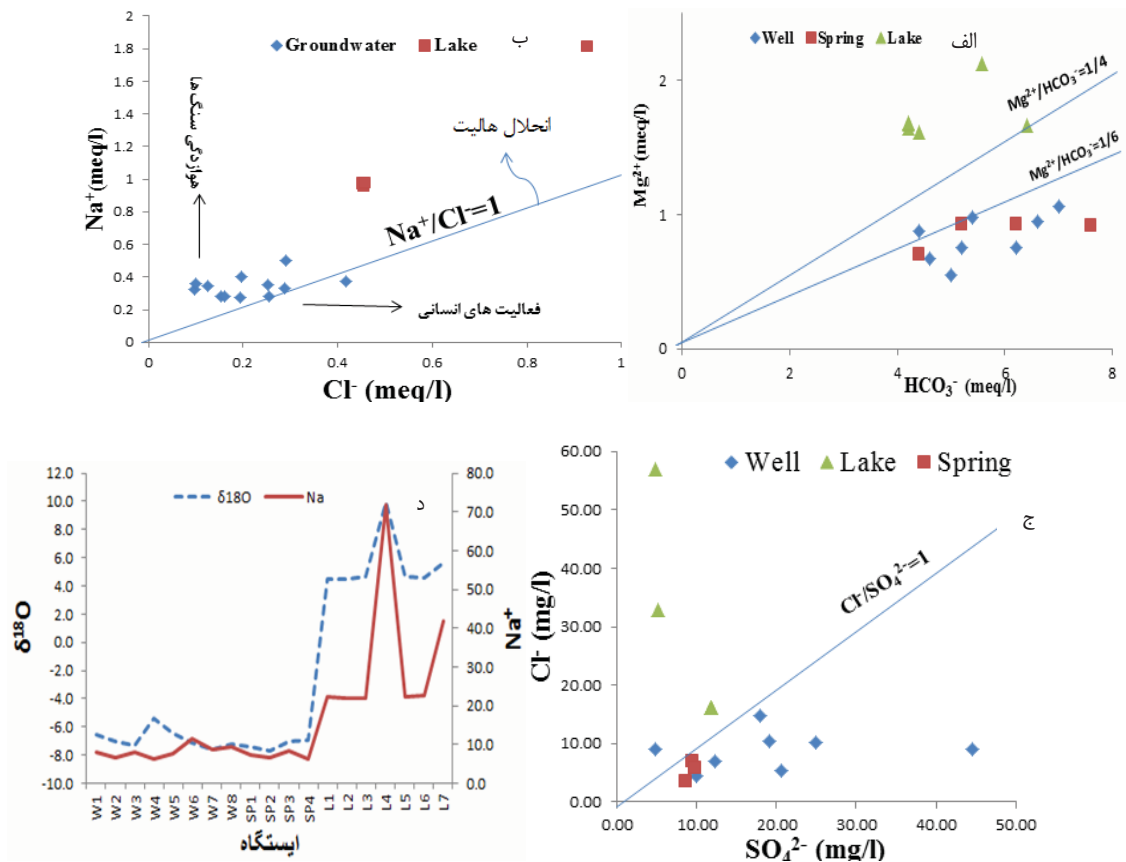 ب
Groundwater Lake
Na⁺(meq/l)
2
1.8
1.6
1.4
1.2
1
0.8
0.6
0.4
0.2
0
هوازدگی سنگ ها
انحلال هالیت
Na⁺/Cl⁻=1
فعالیت های انسانی
0 0.2 0.4 0.6 0.8 1
Cl⁻ (meq/l)
الف
Well Spring Lake
Mg²⁺(meq/l)
2
1
0
Mg²⁺/HCO₃⁻=1/4
Mg²⁺/HCO₃⁻=1/6
0 2 4 6 8
HCO₃⁻ (meq/l)
د
δ18O Na
δ¹⁸O
12.0
10.0
8.0
6.0
4.0
2.0
0.0
-2.0
-4.0
-6.0
-8.0
-10.0
Na⁺
80.0
70.0
60.0
50.0
40.0
30.0
20.0
10.0
0.0
W1 W2 W3 W4 W5 W6 W7 W8 SP1 SP2 SP3 SP4 L1 L2 L3 L4 L5 L6 L7
ایستگاه
ج
Well Lake Spring
Cl⁻ (mg/l)
60.00
50.00
40.00
30.00
20.00
10.00
0.00
Cl⁻/SO₄²⁻=1
0.00 10.00 20.00 30.00 40.00 50.00
SO₄²⁻ (mg/l)